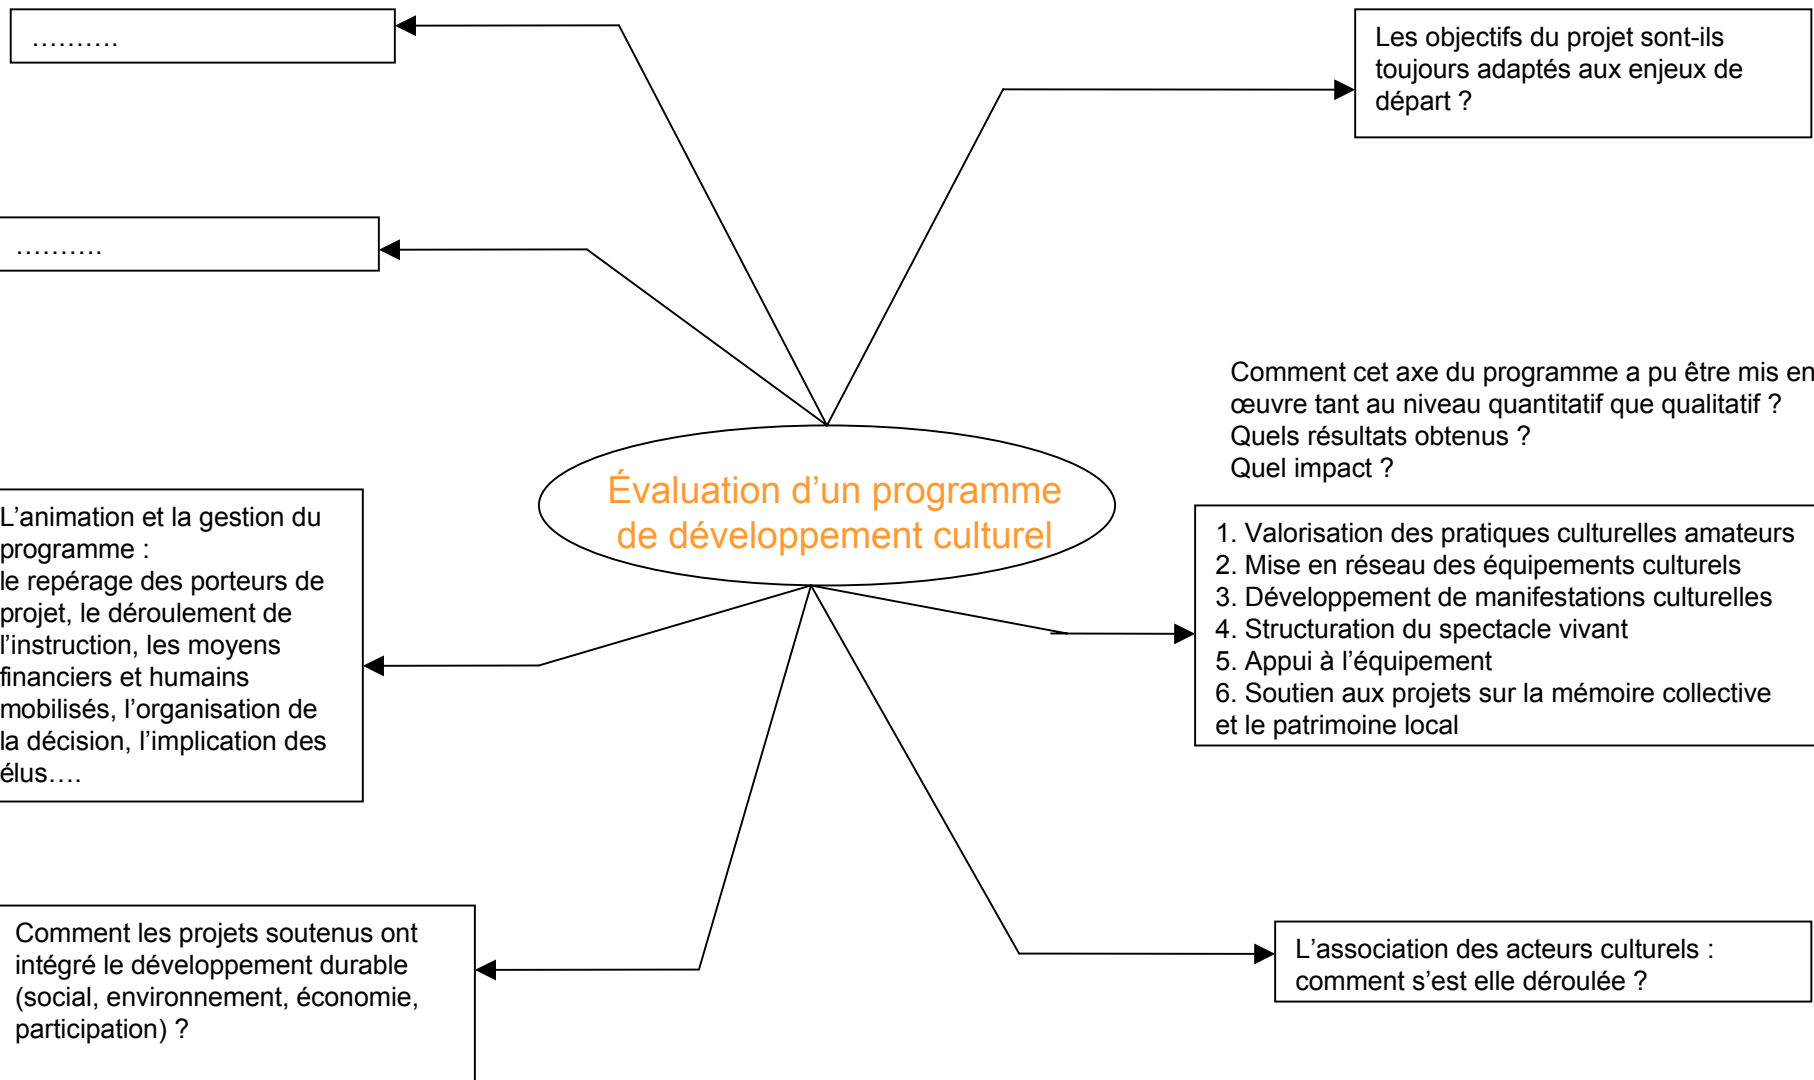 ……….
Les objectifs du projet sont-ils
toujours adaptés aux enjeux de
départ ?
……….
Comment cet axe du programme a pu être mis en
œuvre tant au niveau quantitatif que qualitatif ?
Quels résultats obtenus ?
Quel impact ?
Évaluation d’un programme
de développement culturel
L’animation et la gestion du
programme :
le repérage des porteurs de
projet, le déroulement de
l’instruction, les moyens
financiers et humains
mobilisés, l’organisation de
la décision, l’implication des
élus….
1. Valorisation des pratiques culturelles amateurs
2. Mise en réseau des équipements culturels
3. Développement de manifestations culturelles
4. Structuration du spectacle vivant
5. Appui à l’équipement
6. Soutien aux projets sur la mémoire collective
et le patrimoine local
Comment les projets soutenus ont
intégré le développement durable
(social, environnement, économie,
participation) ?
L’association des acteurs culturels :
comment s’est elle déroulée ?